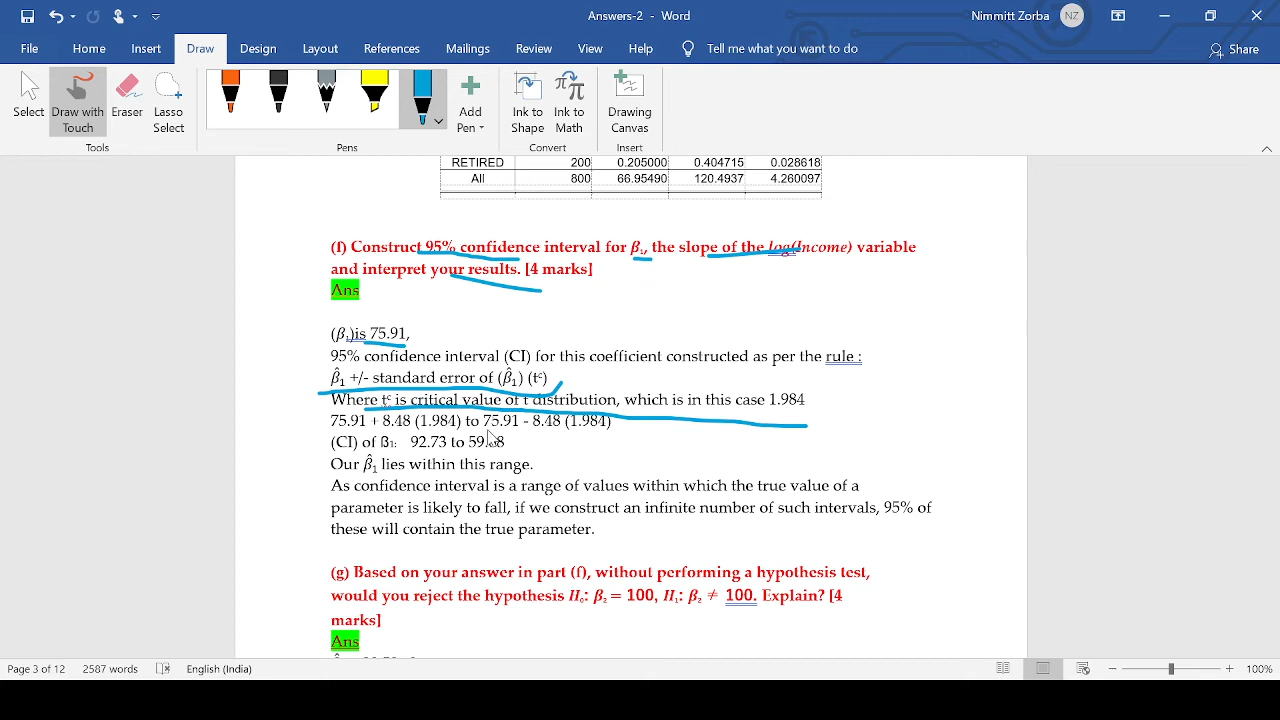 Answers-2 - Word
Nimmitt Zorba NZ
File Home Insert Draw Design Layout References Mailings Review View Help Tell me what you want to do Share
Select Draw with Touch Eraser Lasso Select Add Pen Ink to Shape Ink to Math Drawing Canvas
Tools Pens Convert Insert
RETIRED 200 0.205000 0.404715 0.028618
All 800 66.95490 120.4937 4.260097
(f) Construct 95% confidence interval for β₁, the slope of the log(Income) variable
and interpret your results. [4 marks]
Ans
(β₁)is 75.91,
95% confidence interval (CI) for this coefficient constructed as per the rule :
β̂₁ +/- standard error of (β̂₁) (tᶜ)
Where tᶜ is critical value of t distribution, which is in this case 1.984
75.91 + 8.48 (1.984) to 75.91 - 8.48 (1.984)
(CI) of ß₁: 92.73 to
Our β̂₁ lies within this range.
As confidence interval is a range of values within which the true value of a
parameter is likely to fall, if we construct an infinite number of such intervals, 95% of
these will contain the true parameter.
(g) Based on your answer in part (f), without performing a hypothesis test,
would you reject the hypothesis H₀: β₂ = 100, H₁: β₂ ≠ 100. Explain? [4
marks]
Ans
Page 3 of 12 2587 words English (India) 100%